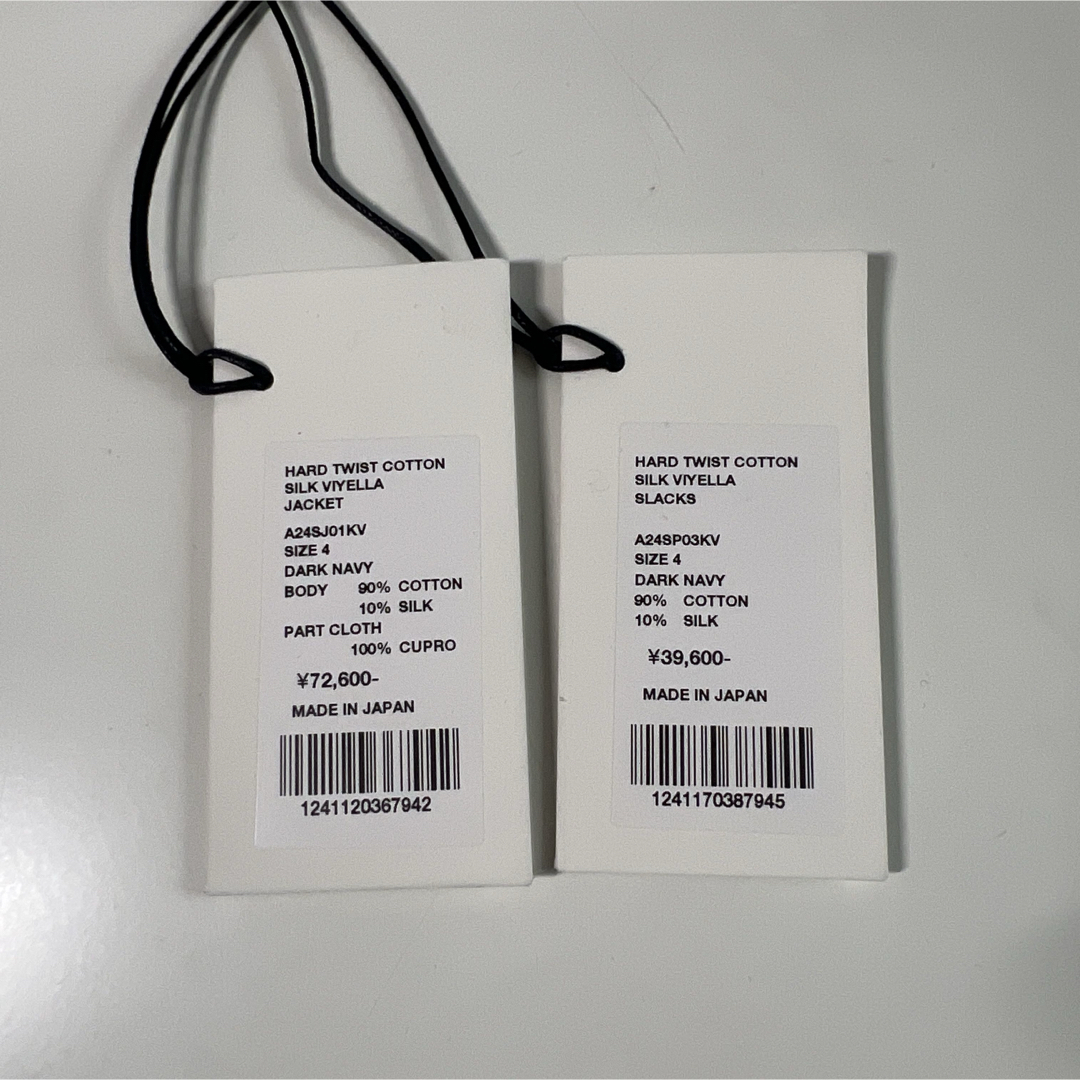 HARD TWIST COTTON
SILK VIYELLA
JACKET
A24SJ01KV
SIZE 4
DARK NAVY
BODY 90% COTTON
10% SILK
PART CLOTH
100% CUPRO
¥72,600-
MADE IN JAPAN
1241120367942
HARD TWIST COTTON
SILK VIYELLA
SLACKS
A24SP03KV
SIZE 4
DARK NAVY
90% COTTON
10% SILK
¥39,600-
MADE IN JAPAN
1241170387945